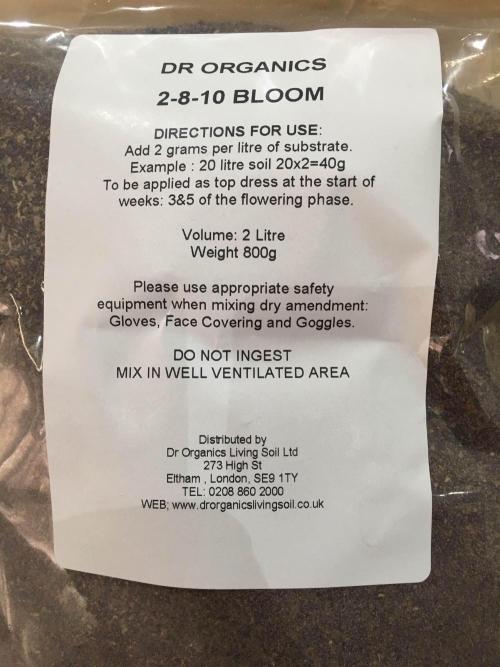 DR ORGANICS
2-8-10 BLOOM
DIRECTIONS FOR USE:
Add 2 grams per litre of substrate.
Example : 20 litre soil 20x2=40g
To be applied as top dress at the start of
weeks: 3&5 of the flowering phase.
Volume: 2 Litre
Weight 800g
Please use appropriate safety
equipment when mixing dry amendment:
Gloves, Face Covering and Goggles.
DO NOT INGEST
MIX IN WELL VENTILATED AREA
Distributed by
Dr Organics Living Soil Ltd
273 High St
Eltham , London, SE9 1TY
TEL: 0208 860 2000
WEB; www.drorganicslivingsoil.co.uk